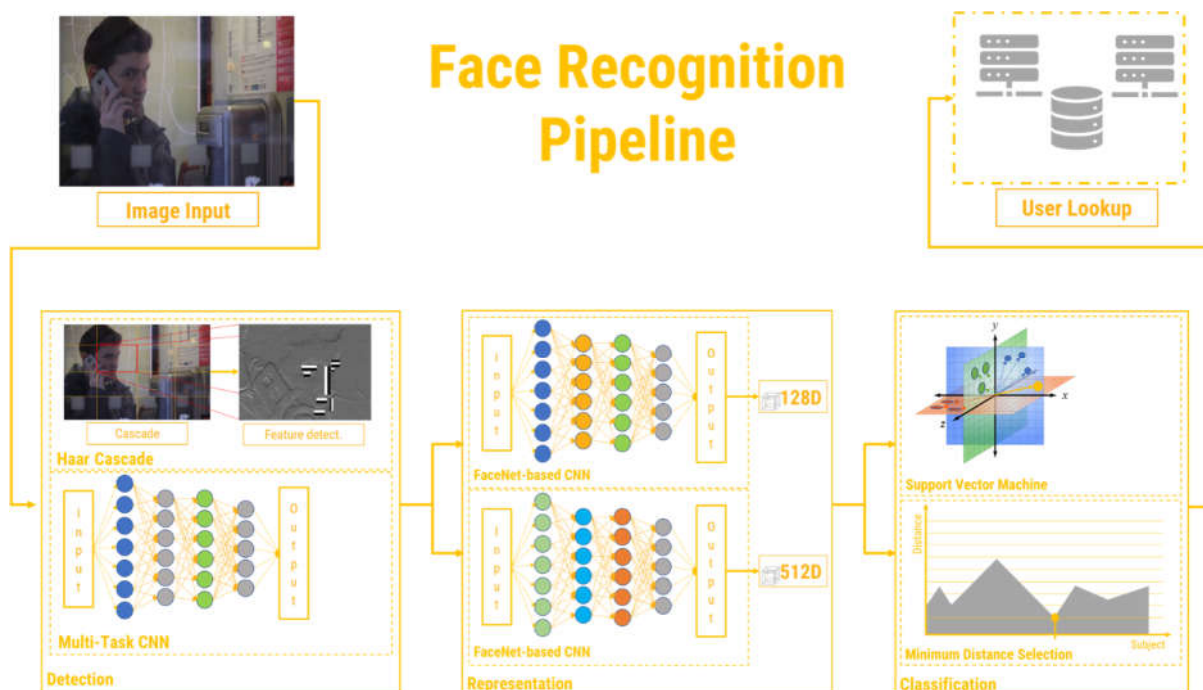 Face Recognition
Pipeline
Image Input
User Lookup
Cascade
Feature detect.
Haar Cascade
Input
Output
Multi-Task CNN
Detection
Input
Output
128D
FaceNet-based CNN
Input
Output
512D
FaceNet-based CNN
Representation
y
x
z
Support Vector Machine
Distance
Subject
Minimum Distance Selection
Classification